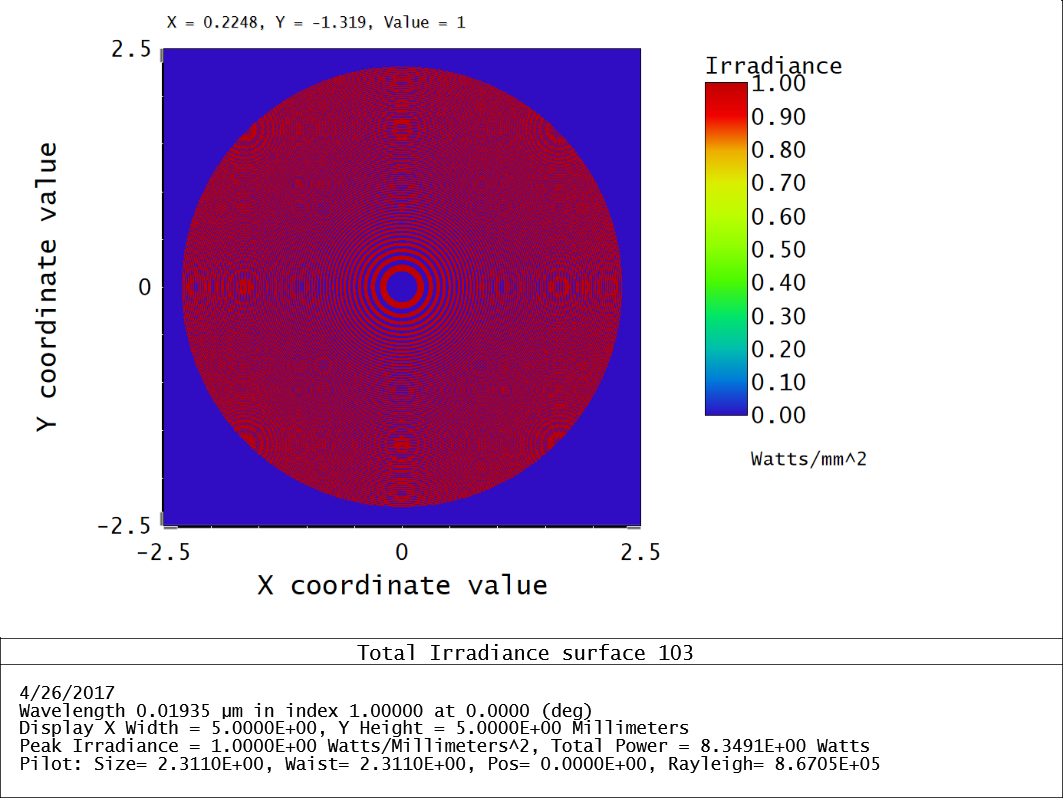 X = 0.2248, Y = -1.319, Value = 1
2.5
0
-2.5
Y coordinate value
-2.5 0 2.5
X coordinate value
Irradiance
1.00
0.90
0.80
0.70
0.60
0.50
0.40
0.30
0.20
0.10
0.00
Watts/mm^2
Total Irradiance surface 103
4/26/2017
Wavelength 0.01935 µm in index 1.00000 at 0.0000 (deg)
Display X Width = 5.0000E+00, Y Height = 5.0000E+00 Millimeters
Peak Irradiance = 1.0000E+00 Watts/Millimeters^2, Total Power = 8.3491E+00 Watts
Pilot: Size= 2.3110E+00, Waist= 2.3110E+00, Pos= 0.0000E+00, Rayleigh= 8.6705E+05